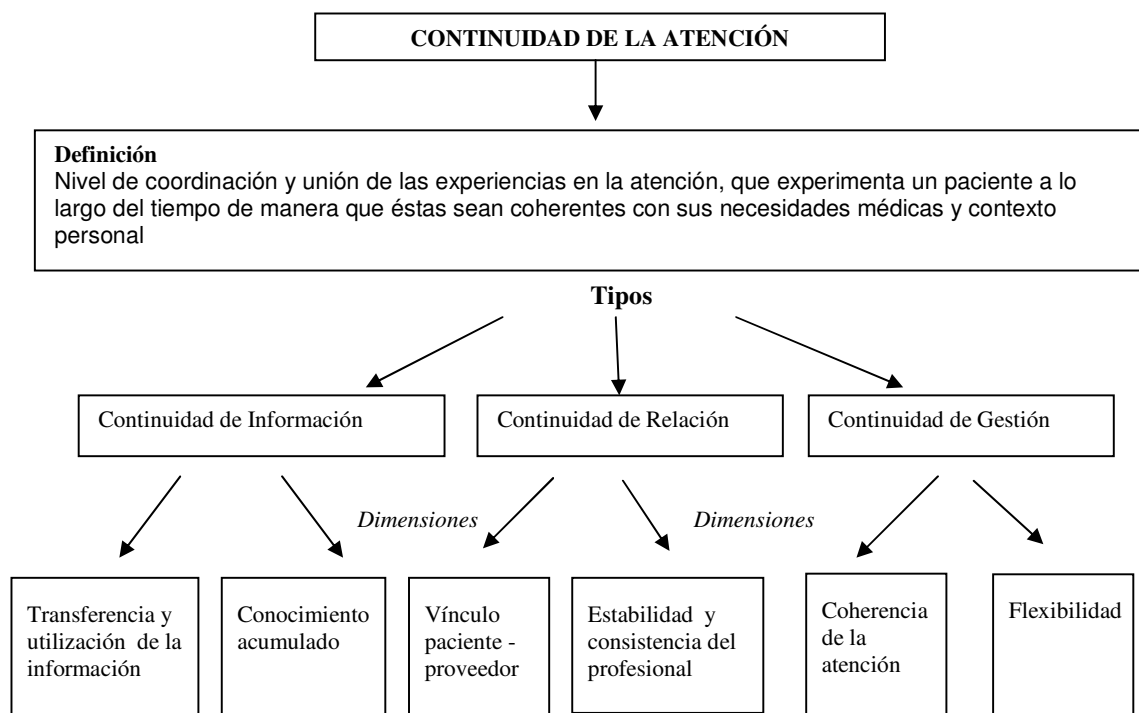 CONTINUIDAD DE LA ATENCIÓN
Definición
Nivel de coordinación y unión de las experiencias en la atención, que experimenta un paciente a lo
largo del tiempo de manera que éstas sean coherentes con sus necesidades médicas y contexto
personal
Tipos
Continuidad de Información
Continuidad de Relación
Continuidad de Gestión
Dimensiones
Dimensiones
Transferencia y
utilización de la
información
Conocimiento
acumulado
Vínculo
paciente -
proveedor
Estabilidad y
consistencia del
profesional
Coherencia
de la
atención
Flexibilidad